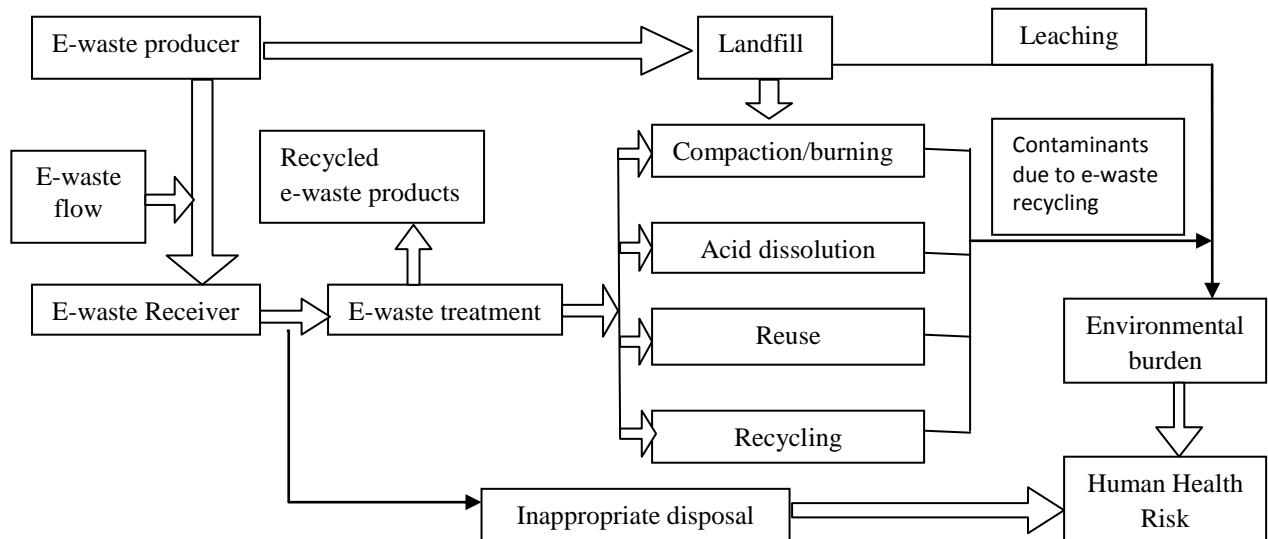 E-waste producer
Landfill
Leaching
Recycled
e-waste products
Compaction/burning
Contaminants
due to e-waste
recycling
E-waste
flow
Acid dissolution
E-waste Receiver
E-waste treatment
Reuse
Environmental
burden
Recycling
Inappropriate disposal
Human Health
Risk